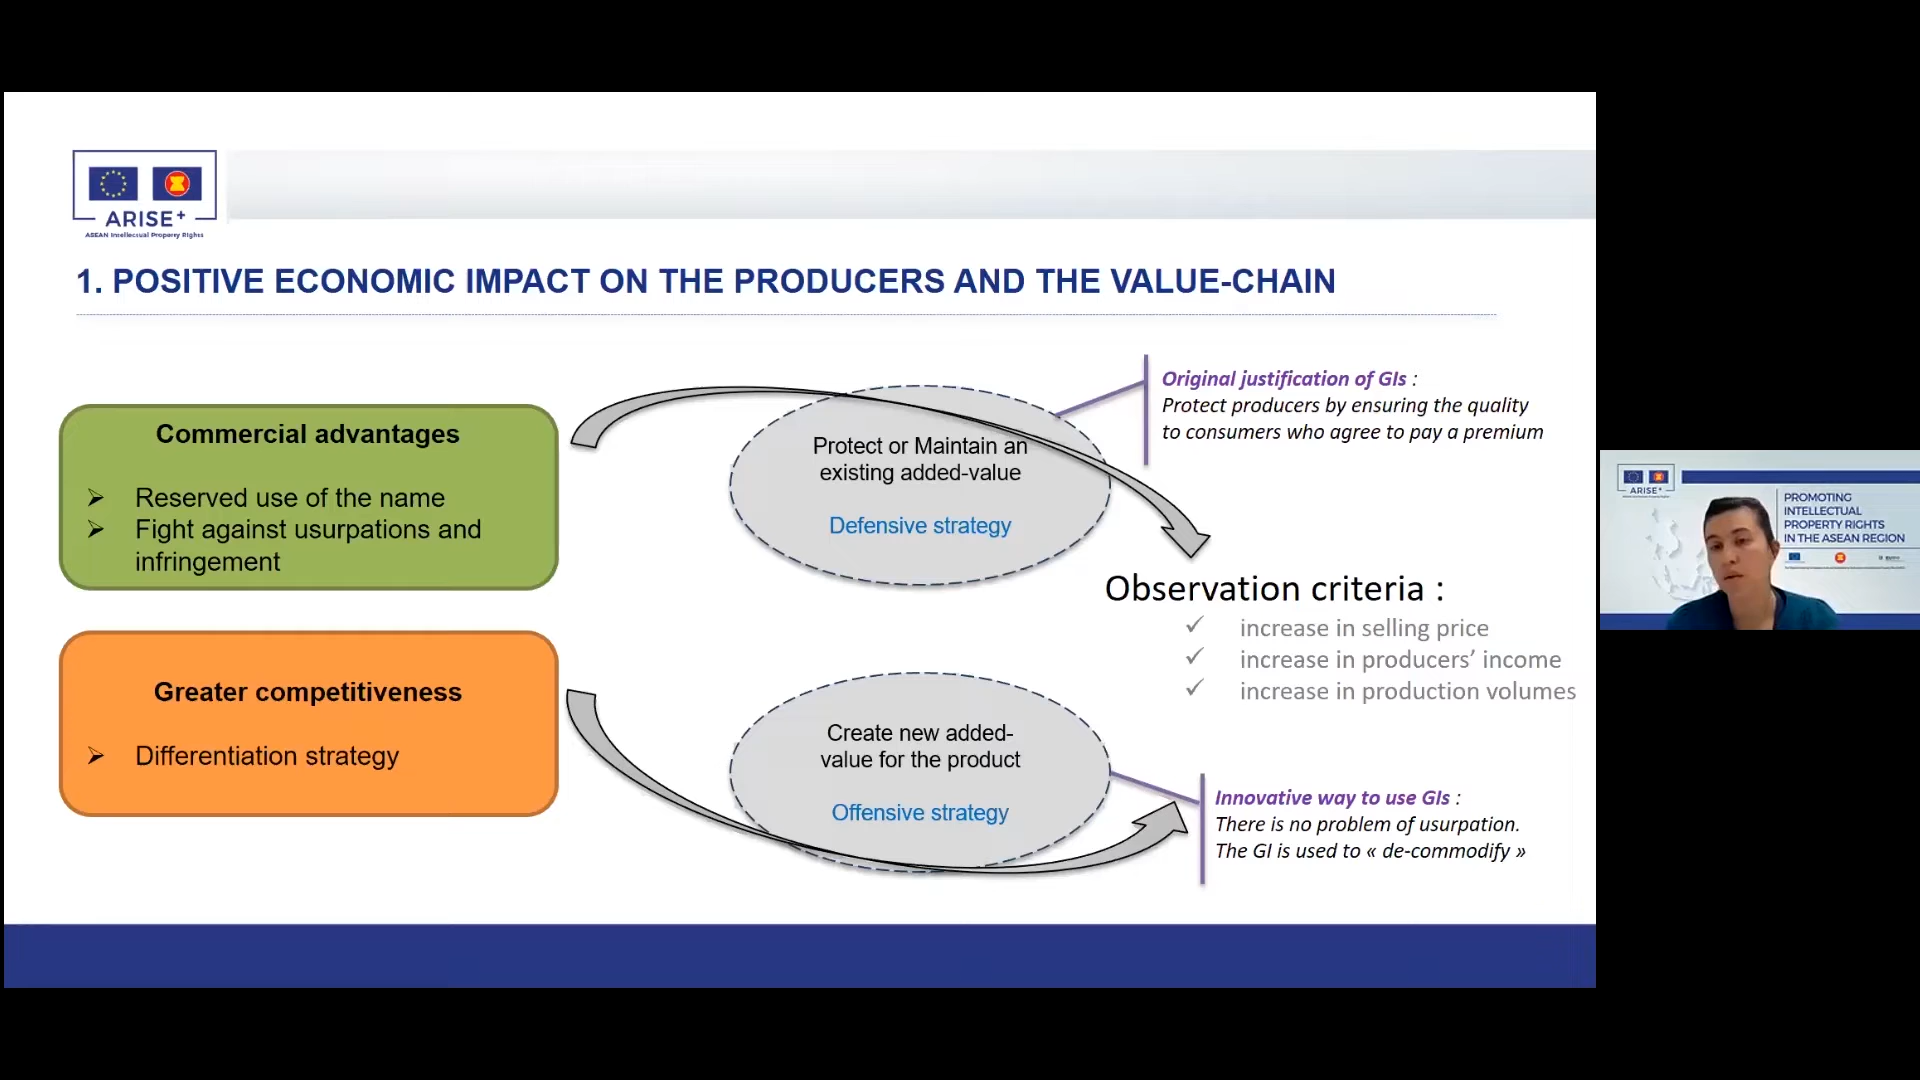 ARISE+
ASEAN Intellectual Property Rights
1. POSITIVE ECONOMIC IMPACT ON THE PRODUCERS AND THE VALUE-CHAIN
Commercial advantages
➢ Reserved use of the name
➢ Fight against usurpations and
infringement
Greater competitiveness
➢ Differentiation strategy
Protect or Maintain an
existing added-value
Defensive strategy
Create new added-
value for the product
Offensive strategy
Original justification of GIs :
Protect producers by ensuring the quality
to consumers who agree to pay a premium
Observation criteria :
✓ increase in selling price
✓ increase in producers’ income
✓ increase in production volumes
Innovative way to use GIs :
There is no problem of usurpation.
The GI is used to « de-commodify »
ARISE+
PROMOTING
INTELLECTUAL
PROPERTY RIGHTS
IN THE ASEAN REGION